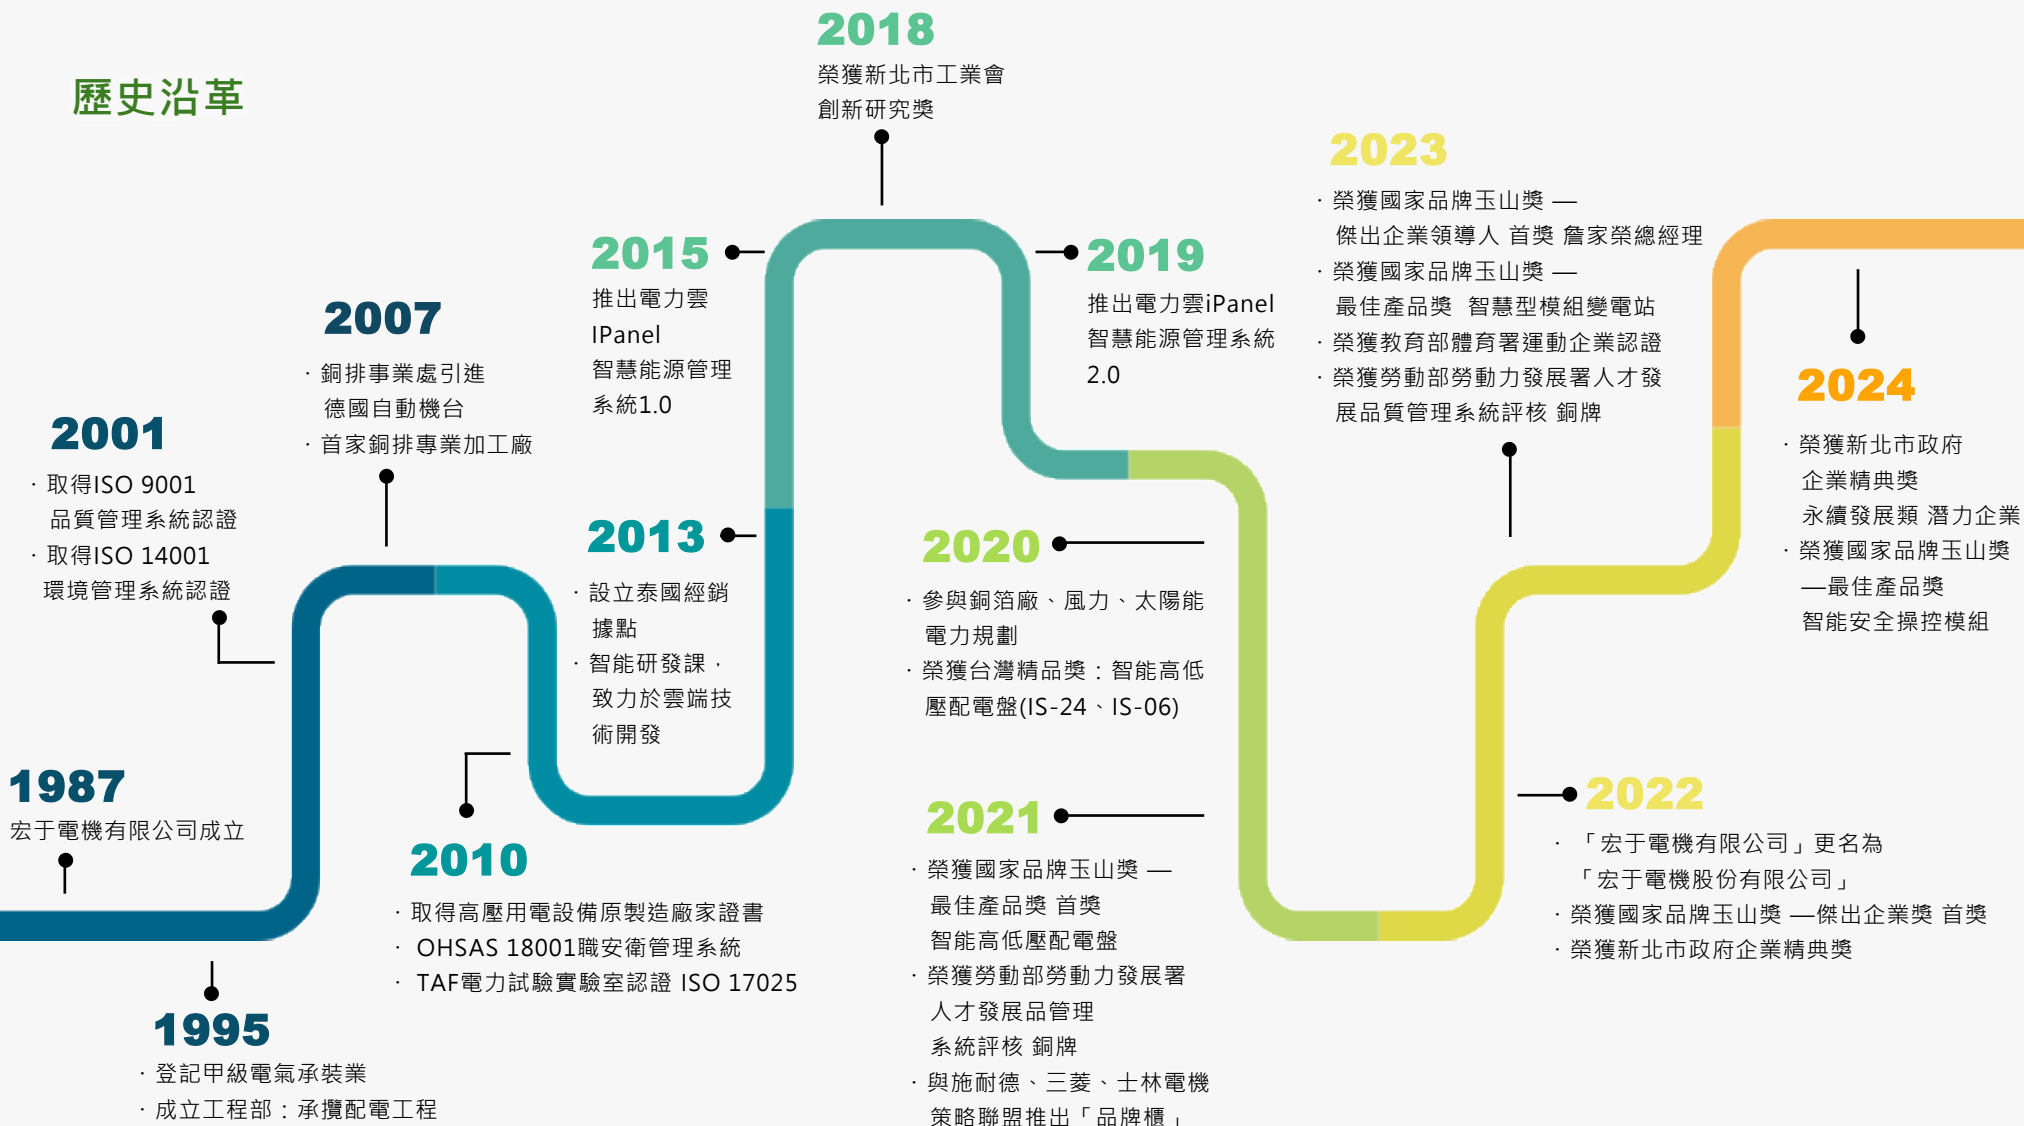 歷史沿革
1987
宏于電機有限公司成立
1995
· 登記甲級電氣承裝業
· 成立工程部：承攬配電工程
2001
· 取得ISO 9001
品質管理系統認證
· 取得ISO 14001
環境管理系統認證
2007
· 銅排事業處引進
德國自動機台
· 首家銅排專業加工廠
2010
· 取得高壓用電設備原製造廠家證書
· OHSAS 18001職安衛管理系統
· TAF電力試驗實驗室認證 ISO 17025
2013
· 設立泰國經銷
據點
· 智能研發課，
致力於雲端技
術開發
2015
推出電力雲
IPanel
智慧能源管理
系統1.0
2018
榮獲新北市工業會
創新研究獎
2019
推出電力雲iPanel
智慧能源管理系統
2.0
2020
· 參與銅箔廠、風力、太陽能
電力規劃
· 榮獲台灣精品獎：智能高低
壓配電盤(IS-24、IS-06)
2021
· 榮獲國家品牌玉山獎 —
最佳產品獎 首獎
智能高低壓配電盤
· 榮獲勞動部勞動力發展署
人才發展品管理
系統評核 銅牌
· 與施耐德、三菱、士林電機
策略聯盟推出「品牌櫃」
2022
· 「宏于電機有限公司」更名為
「宏于電機股份有限公司」
· 榮獲國家品牌玉山獎 —傑出企業獎 首獎
· 榮獲新北市政府企業精典獎
2023
· 榮獲國家品牌玉山獎 —
傑出企業領導人 首獎 詹家榮總經理
· 榮獲國家品牌玉山獎 —
最佳產品獎 智慧型模組變電站
· 榮獲教育部體育署運動企業認證
· 榮獲勞動部勞動力發展署人才發
展品質管理系統評核 銅牌
2024
· 榮獲新北市政府
企業精典獎
永續發展類 潛力企業
· 榮獲國家品牌玉山獎
—最佳產品獎
智能安全操控模組